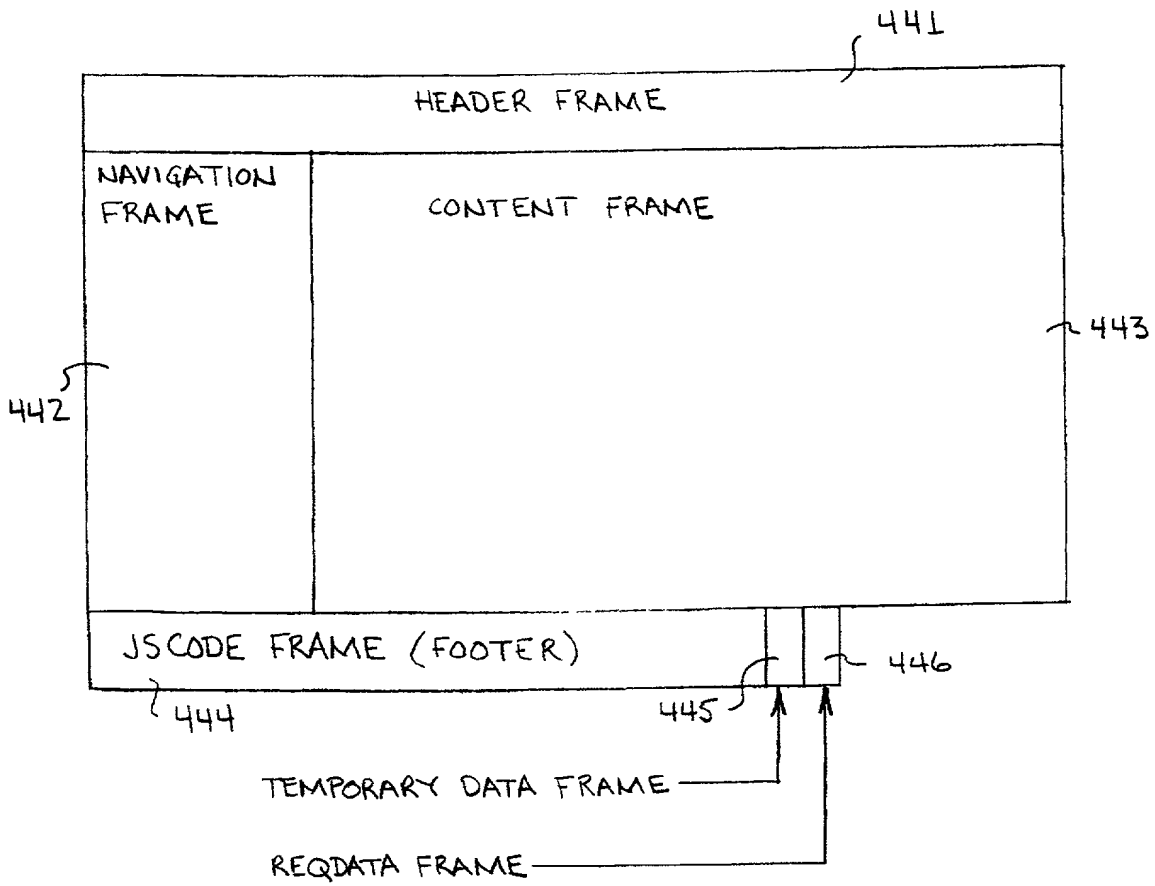 441
HEADER FRAME
NAVIGATION
FRAME
CONTENT FRAME
443
442
JSCODE FRAME (FOOTER)
446
444
445
TEMPORARY DATA FRAME
REQDATA FRAME